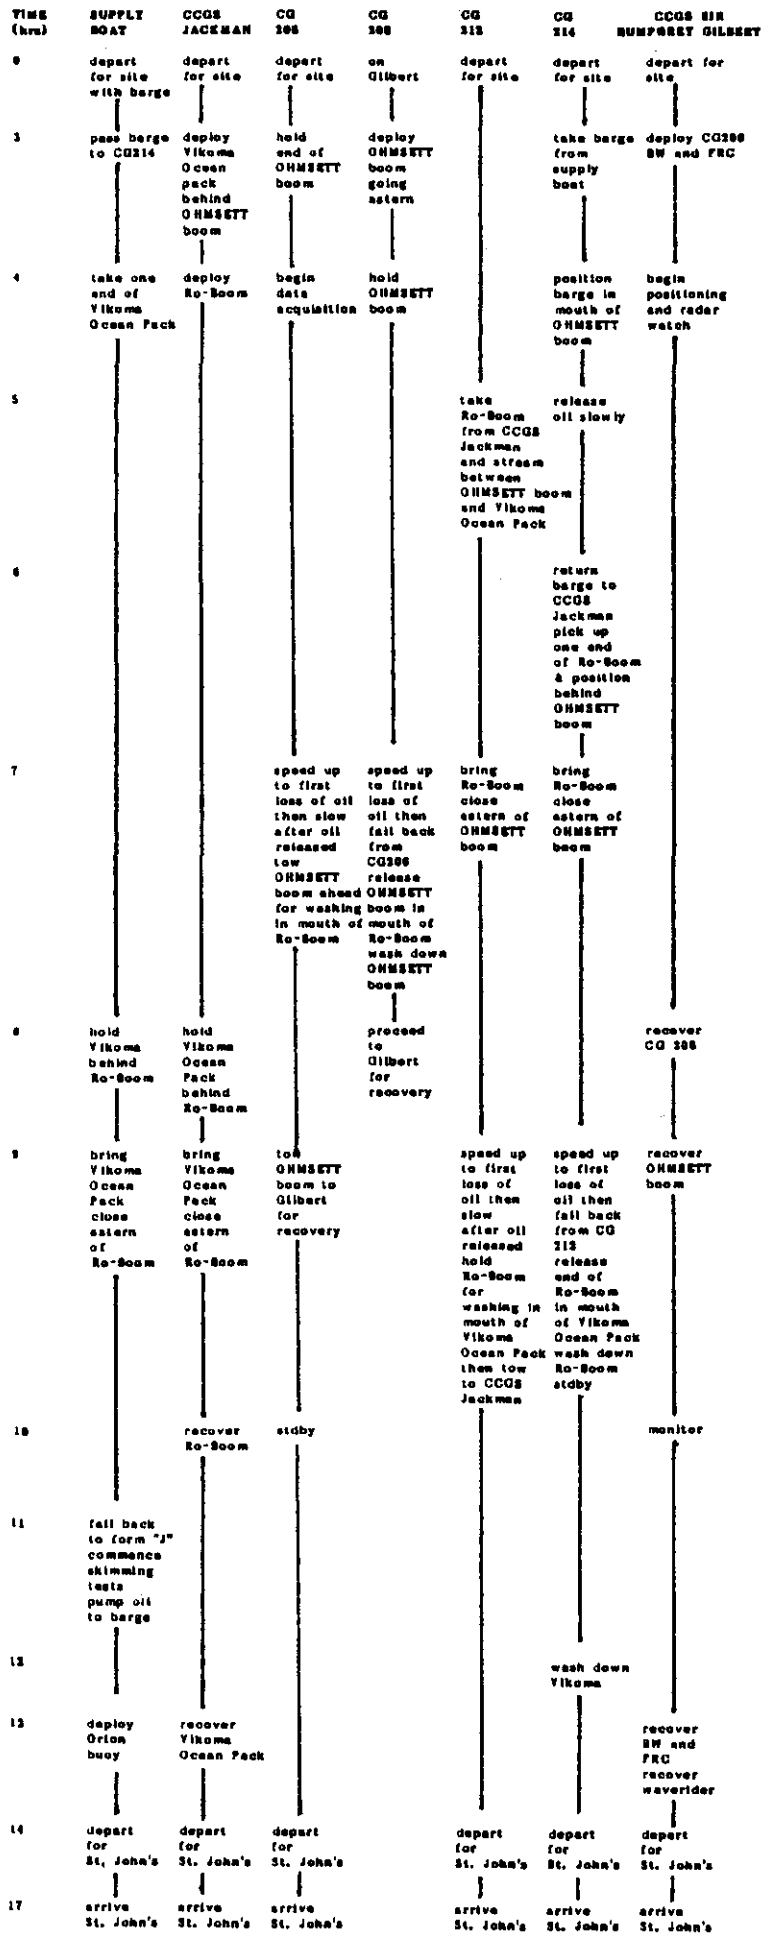 TIME SUPPLY CCGS CG CG CG CG CCGS SIR
(hrs) BOAT JACKMAN 206 208 212 214 HUMPHREY GILBERT
0 depart depart depart on depart depart depart for
for site for site for site Gilbert for site for site site
with barge
3 pass barge deploy hold deploy take barge deploy CG208
to CG214 Vikoma end of OHMSETT from BW and FRC
Ocean OHMSETT boom supply
pack boom going boat
behind astern
OHMSETT
boom
4 take one deploy begin hold position begin
end of Ro-Boom data OHMSETT barge in positioning
Vikoma acquisition boom mouth of and radar
Ocean Pack OHMSETT watch
boom
5 take release
Ro-Boom oil slowly
from CCGS
Jackman
and stream
between
OHMSETT boom
and Vikoma
Ocean Pack
6 return
barge to
CCGS
Jackman
pick up
one end
of Ro-Boom
& position
behind
OHMSETT
boom
7 speed up speed up bring bring
to first to first Ro-Boom Ro-Boom
loss of oil loss of close close
then slow oil then astern of astern of
after oil fall back OHMSETT OHMSETT
released from boom boom
tow CG206
OHMSETT release
boom ahead OHMSETT
for washing boom in
in mouth of mouth of
Ro-Boom Ro-Boom
wash down
OHMSETT
boom
8 hold hold proceed recover
Vikoma Vikoma to CG 208
behind Ocean Gilbert
Ro-Boom Pack for
behind recovery
Ro-Boom
9 bring bring tow speed up speed up recover
Vikoma Vikoma OHMSETT to first to first OHMSETT
Ocean Ocean boom to loss of loss of boom
Pack Pack Gilbert oil then oil then
close close for slow fall back
astern astern recovery after oil from CG
of of released 212
Ro-Boom Ro-Boom hold release
Ro-Boom end of
for Ro-Boom
washing in in mouth
mouth of of Vikoma
Vikoma Ocean Pack
Ocean Pack wash down
then tow Ro-Boom
to CCGS stdby
Jackman
10 recover stdby monitor
Ro-Boom
11 fall back
to form "J"
commence
skimming
tests
pump oil
to barge
12 wash down
Vikoma
13 deploy recover recover
Orion Vikoma BW and
buoy Ocean Pack FRC
recover
waverider
14 depart depart depart depart depart depart
for for for for for for
St. John's St. John's St. John's St. John's St. John's St. John's
17 arrive arrive arrive arrive arrive arrive
St. John's St. John's St. John's St. John's St. John's St. John's